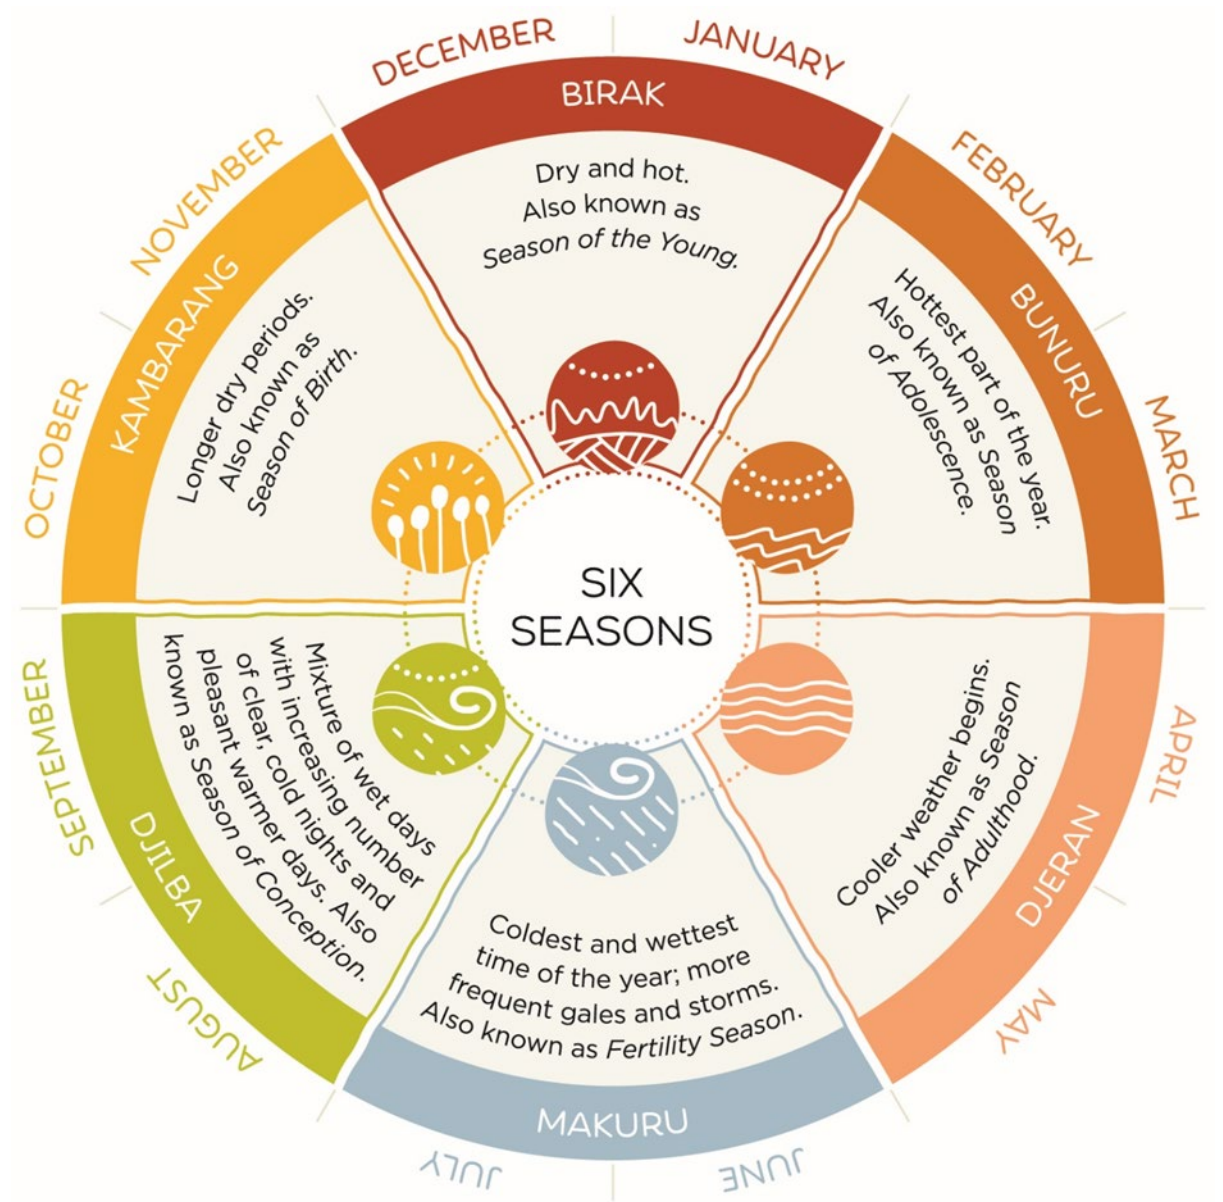 DECEMBER
JANUARY
BIRAK
Dry and hot.
Also known as
Season of the Young.
FEBRUARY
MARCH
BUNURU
Hottest part of the year.
Also known as Season
of Adolescence.
APRIL
MAY
DJERAN
Cooler weather begins.
Also known as Season
of Adulthood.
JUNE
JULY
MAKURU
Coldest and wettest
time of the year; more
frequent gales and storms.
Also known as Fertility Season.
AUGUST
SEPTEMBER
DJILBA
Mixture of wet days
with increasing number
of clear, cold nights and
pleasant warmer days. Also
known as Season of Conception.
OCTOBER
NOVEMBER
KAMBARANG
Longer dry periods.
Also known as
Season of Birth.
SIX
SEASONS